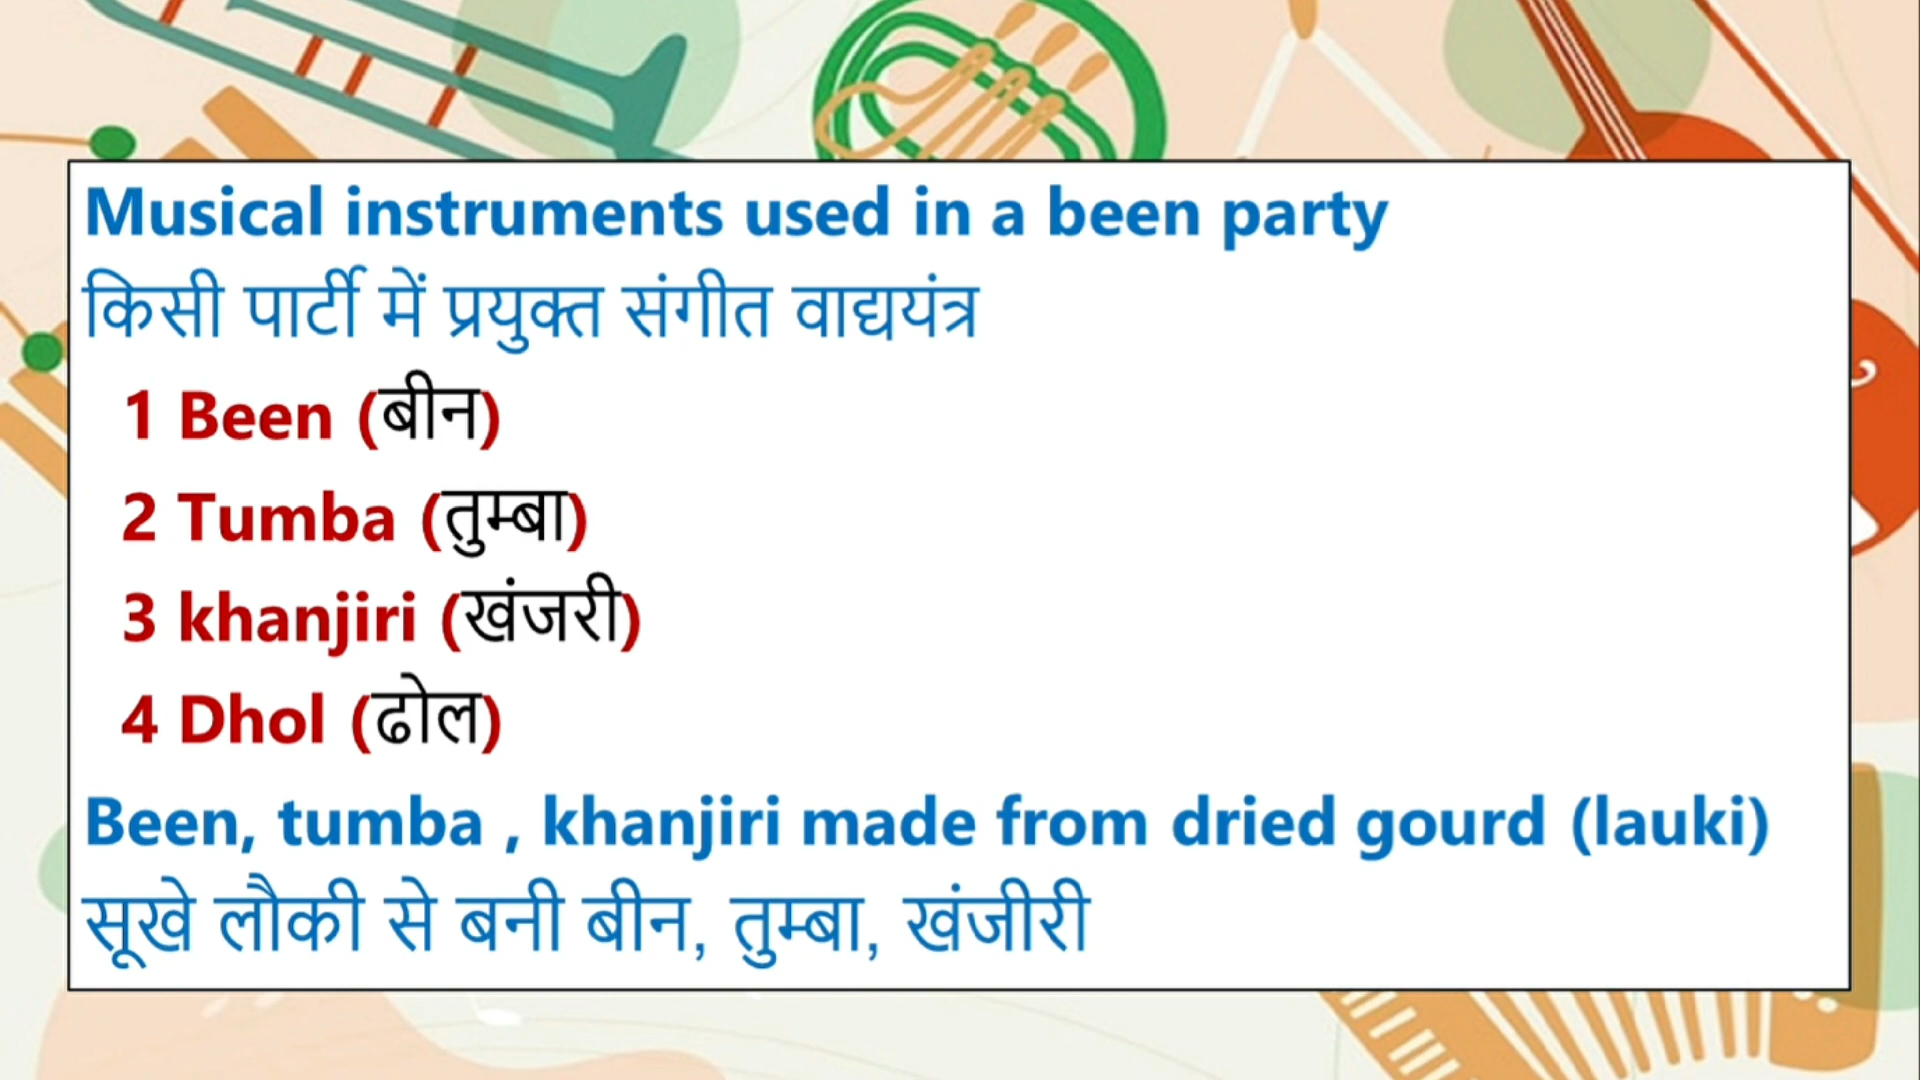 Musical instruments used in a been party
किसी पार्टी में प्रयुक्त संगीत वाद्ययंत्र
1 Been (बीन)
2 Tumba (तुम्बा)
3 khanjiri (खंजरी)
4 Dhol (ढोल)
Been, tumba , khanjiri made from dried gourd (lauki)
सूखे लौकी से बनी बीन, तुम्बा, खंजीरी